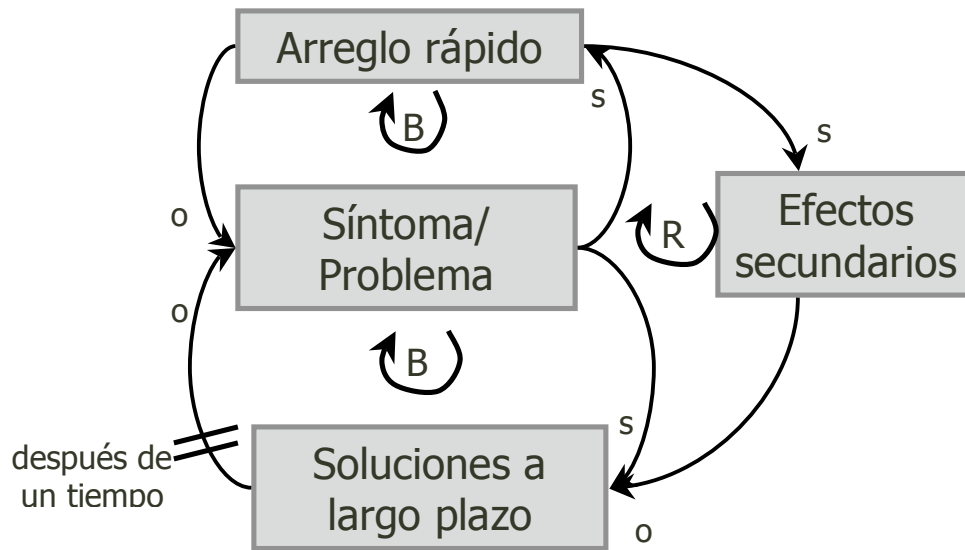 Arreglo rápido
s
B
s
o
Síntoma/
Problema
R
Efectos
secundarios
o
B
s
después de
un tiempo
Soluciones a
largo plazo
o